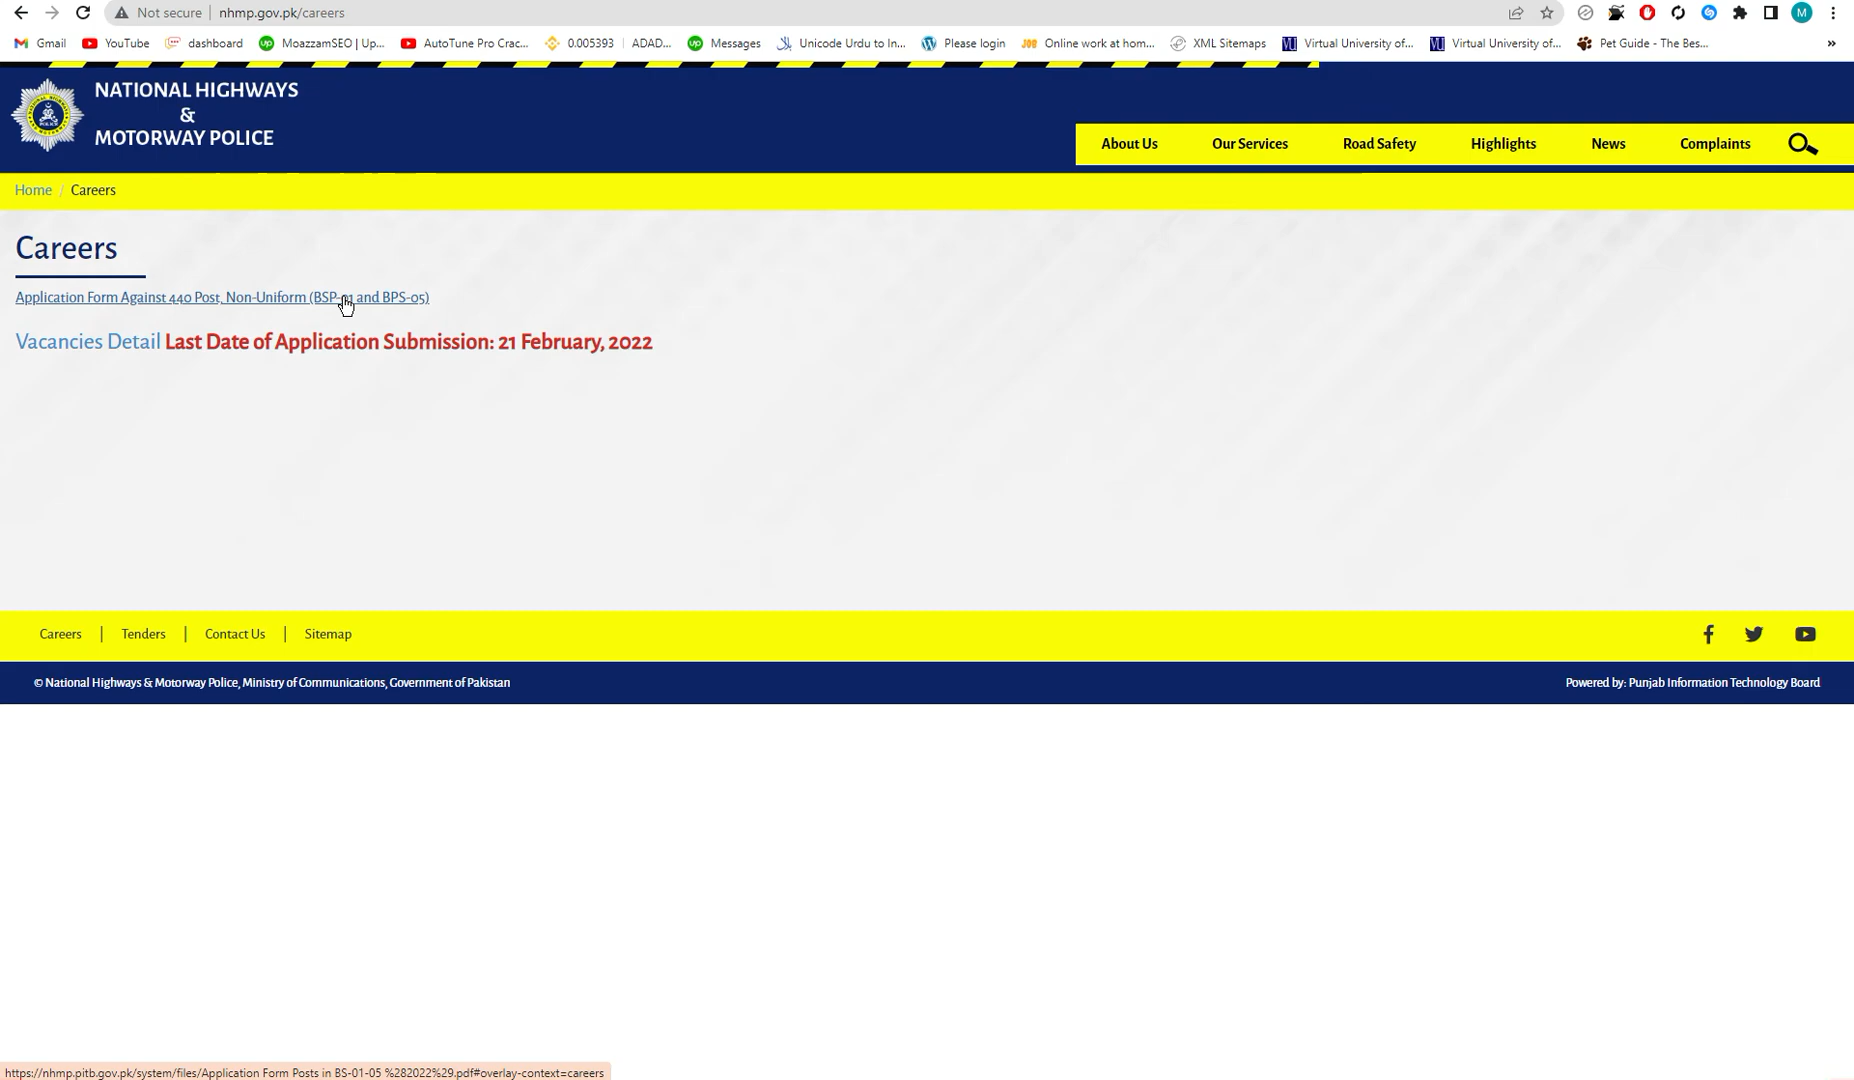 Not secure | nhmp.gov.pk/careers
M
Gmail YouTube dashboard MoazzamSEO | Up... AutoTune Pro Crac... 0.005393 | ADAD... Messages Unicode Urdu to In... Please login Online work at hom... XML Sitemaps Virtual University of... Virtual University of... Pet Guide - The Bes... »
NATIONAL HIGHWAYS
&
MOTORWAY POLICE
About Us Our Services Road Safety Highlights News Complaints
Home / Careers
Careers
Application Form Against 440 Post, Non-Uniform (BSP-01 and BPS-05)
Vacancies Detail Last Date of Application Submission: 21 February, 2022
Careers | Tenders | Contact Us | Sitemap
© National Highways & Motorway Police, Ministry of Communications, Government of Pakistan
Powered by: Punjab Information Technology Board
https://nhmp.pitb.gov.pk/system/files/Application Form Posts in BS-01-05 %282022%29.pdf#overlay-context=careers